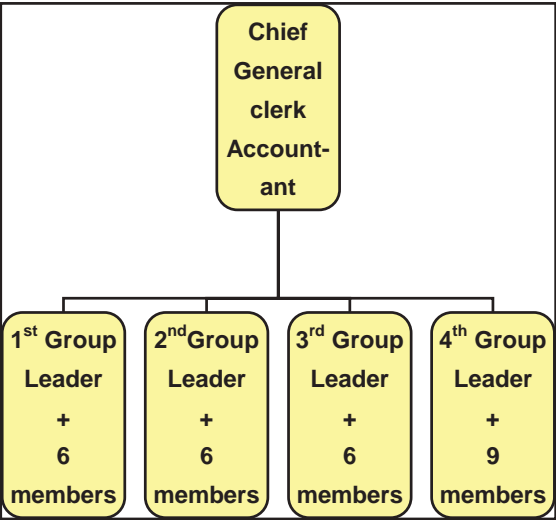 Chief
General
clerk
Account-
ant
1st Group
Leader
+
6
members
2ndGroup
Leader
+
6
members
3rd Group
Leader
+
6
members
4th Group
Leader
+
9
members